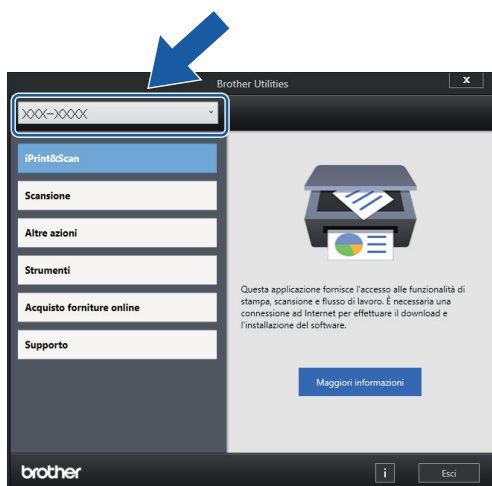 Brother Utilities
x
XXX-XXXX
iPrint&Scan
Scansione
Altre azioni
Strumenti
Acquisto forniture online
Supporto
Questa applicazione fornisce l'accesso alle funzionalità di
stampa, scansione e flusso di lavoro. È necessaria una
connessione ad Internet per effettuare il download e
l'installazione del software.
Maggiori informazioni
brother
i
Esci